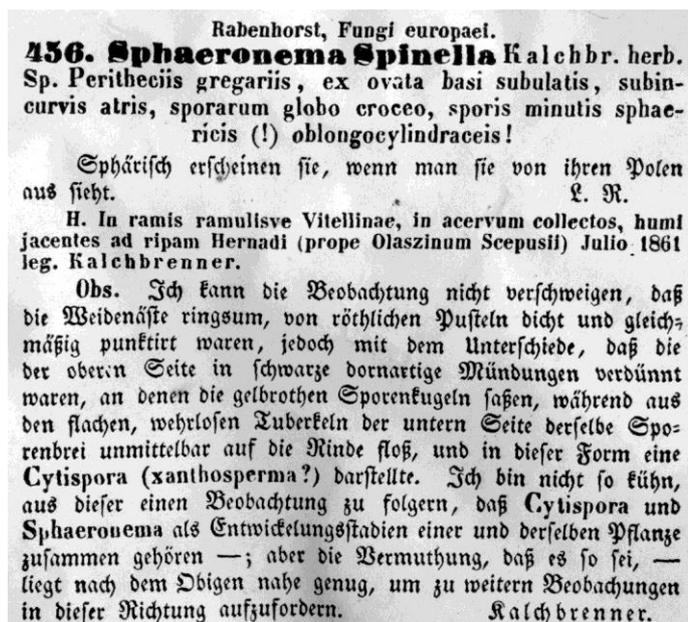 Rabenhorst, Fungi europaei.
456. Sphaeronema Spinella Kalchbr. herb.
Sp. Peritheciis gregariis, ex ovata basi subulatis, subin-
curvis atris, sporarum globo croceo, sporis minutis sphae-
ricis (!) oblongocylindraceis!
Sphärisch erscheinen sie, wenn man sie von ihren Polen
aus sieht. L. R.
H. In ramis ramulisve Vitellinae, in acervum collectos, humi
jacentes ad ripam Hernadi (prope Olaszinum Scepusii) Julio 1861
leg. Kalchbrenner.
Obs. Ich kann die Beobachtung nicht verschweigen, daß
die Weidenäste ringsum, von röthlichen Pusteln dicht und gleich-
mäßig punktirt waren, jedoch mit dem Unterschiede, daß die
der oberen Seite in schwarze dornartige Mündungen verdünnt
waren, an denen die gelbrothen Sporenkugeln saßen, während aus
den flachen, wehrlosen Tuberkeln der untern Seite derselbe Spo-
renbrei unmittelbar auf die Rinde floß, und in dieser Form eine
Cytispora (xanthosperma?) darstellte. Ich bin nicht so kühn,
aus dieser einen Beobachtung zu folgern, daß Cytispora und
Sphaeronema als Entwickelungsstadien einer und derselben Pflanze
zusammen gehören —; aber die Vermuthung, daß es so sei, —
liegt nach dem Obigen nahe genug, um zu weitern Beobachtungen
in dieser Richtung aufzufordern. Kalchbrenner.